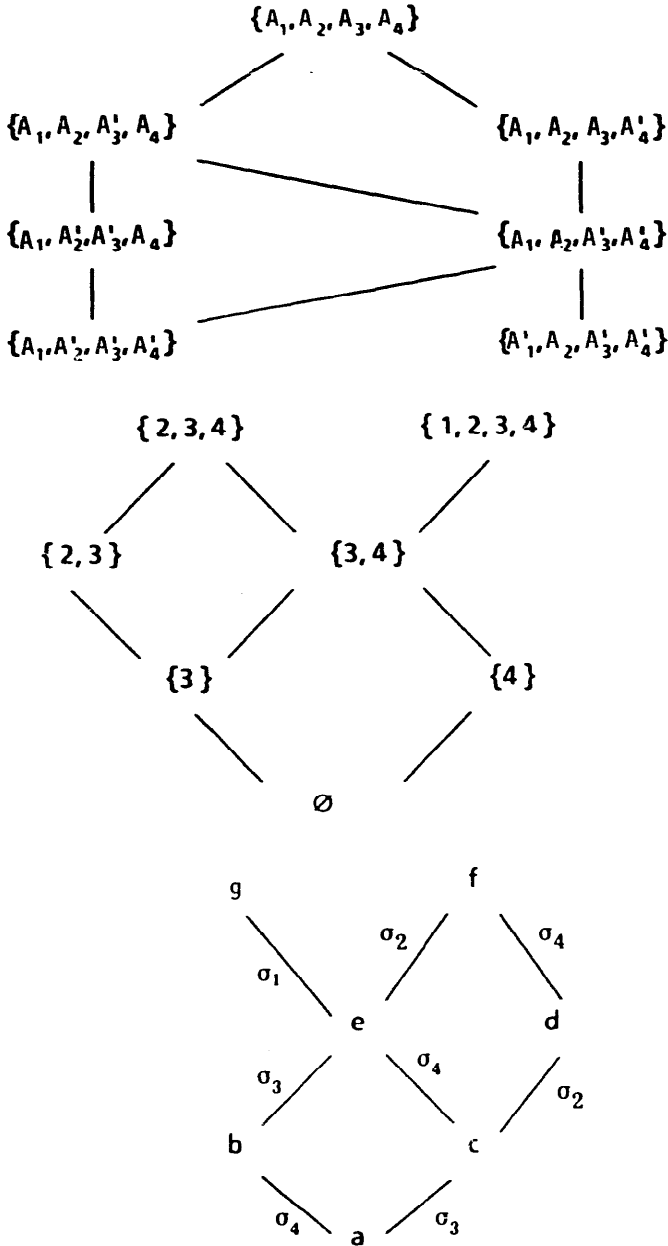 {A₁, A₂, A₃, A₄}
{A₁, A₂, A'₃, A₄} {A₁, A₂, A₃, A'₄}
{A₁, A'₂, A'₃, A₄} {A₁, A₂, A'₃, A'₄}
{A₁, A'₂, A'₃, A'₄} {A'₁, A₂, A'₃, A'₄}
{2,3,4} {1,2,3,4}
{2,3} {3,4}
{3} {4}
∅
g f
σ₁ σ₂ σ₄
e d
σ₃ σ₄ σ₂
b c
σ₄ σ₃
a